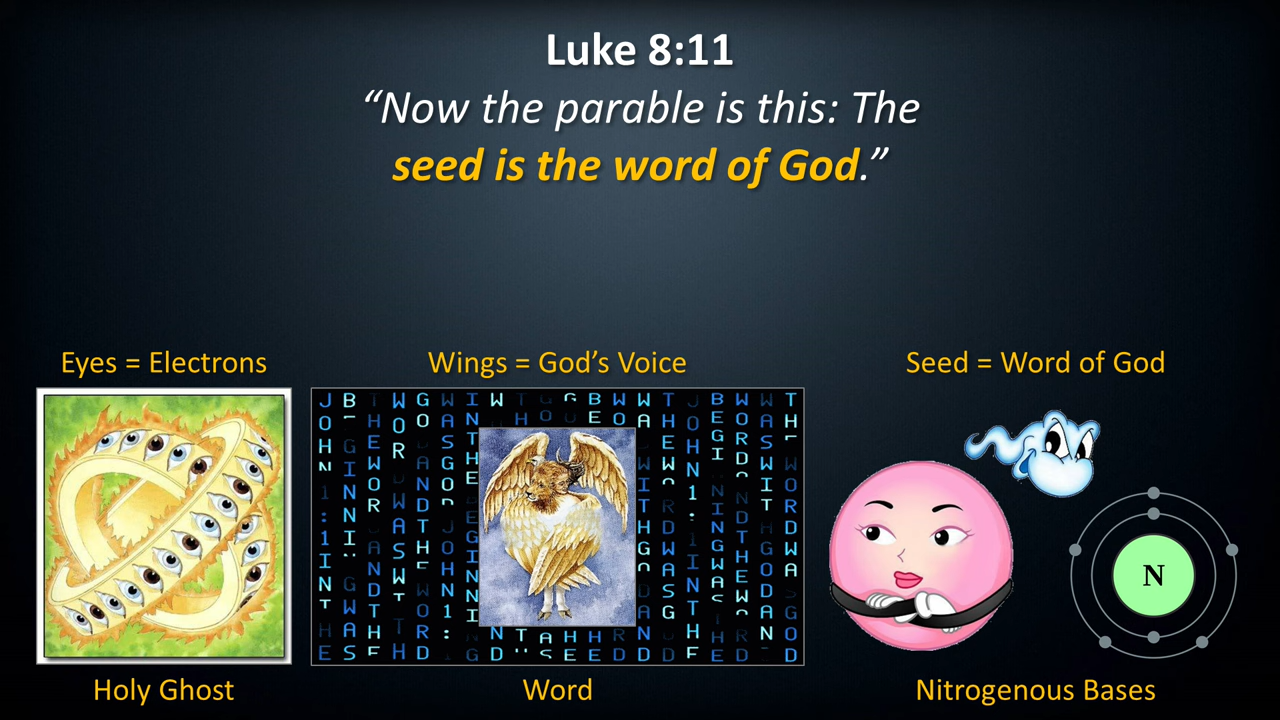 Luke 8:11
“Now the parable is this: The
seed is the word of God.”
Eyes = Electrons
Wings = God’s Voice
Seed = Word of God
N
Holy Ghost
Word
Nitrogenous Bases